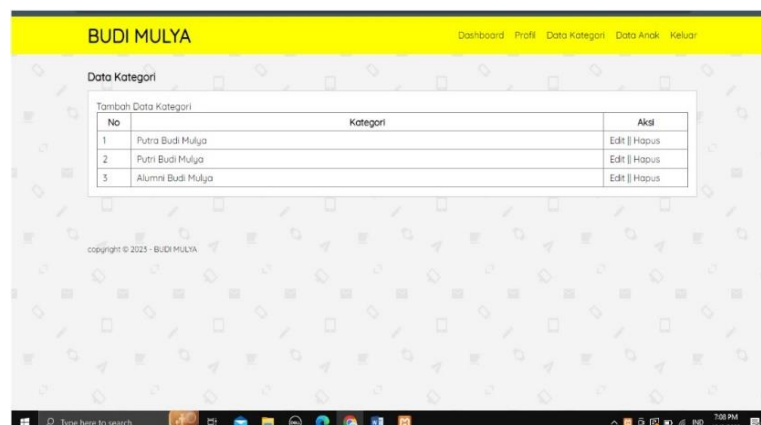 BUDI MULYA
Dashboard Profil Data Kategori Data Anak Keluar
Data Kategori
Tambah Data Kategori
No Kategori Aksi
1 Putra Budi Mulya Edit || Hapus
2 Putri Budi Mulya Edit || Hapus
3 Alumni Budi Mulya Edit || Hapus
copyright © 2023 - BUDI MULYA
Type here to search
IND
7:08 PM